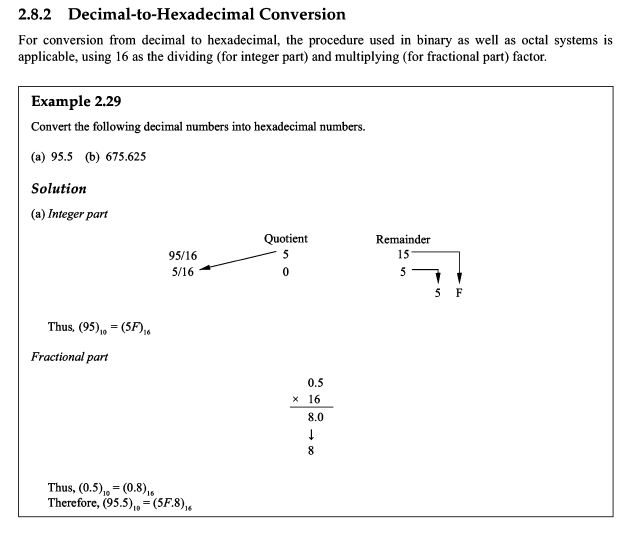 2.8.2 Decimal-to-Hexadecimal Conversion
For conversion from decimal to hexadecimal, the procedure used in binary as well as octal systems is
applicable, using 16 as the dividing (for integer part) and multiplying (for fractional part) factor.
Example 2.29
Convert the following decimal numbers into hexadecimal numbers.
(a) 95.5 (b) 675.625
Solution
(a) Integer part
Quotient Remainder
95/16 5 15
5/16 0 5
5 F
Thus, (95)₁₀ = (5F)₁₆
Fractional part
0.5
× 16
8.0
↓
8
Thus, (0.5)₁₀ = (0.8)₁₆
Therefore, (95.5)₁₀ = (5F.8)₁₆